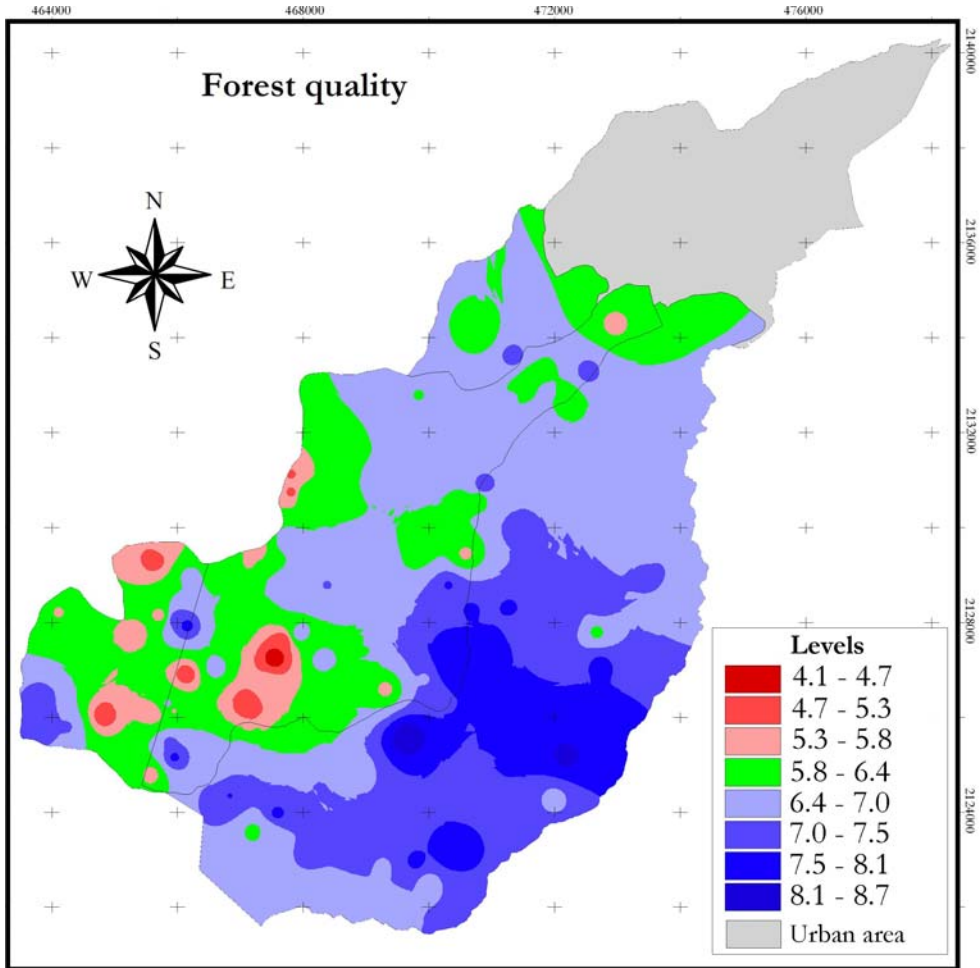 464000 468000 472000 476000
2140000
Forest quality
N
W E
S
2136000
2132000
2128000
2124000
Levels
4.1 - 4.7
4.7 - 5.3
5.3 - 5.8
5.8 - 6.4
6.4 - 7.0
7.0 - 7.5
7.5 - 8.1
8.1 - 8.7
Urban area